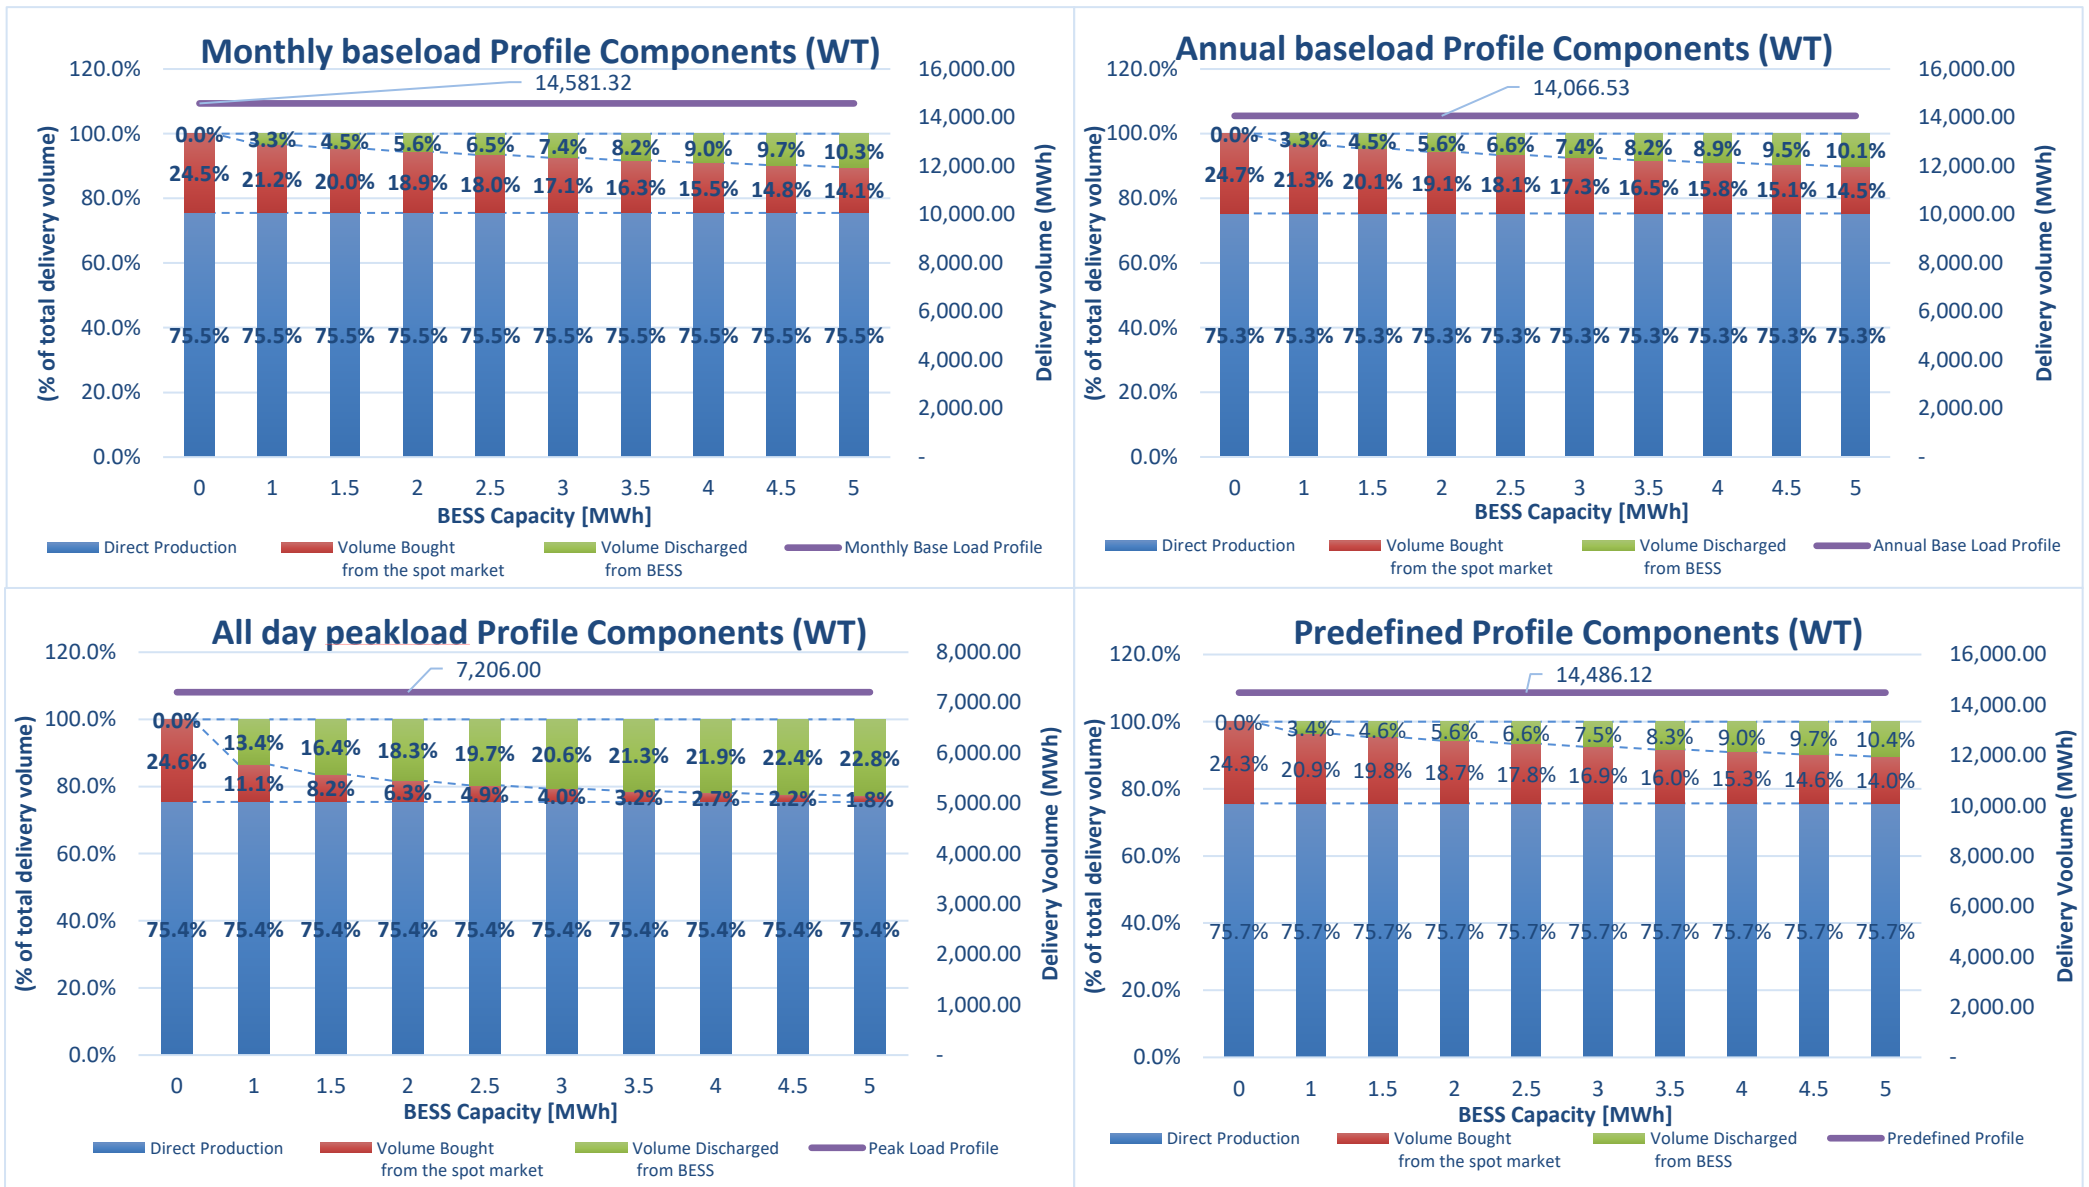 Monthly baseload Profile Components (WT)
120.0%
100.0%
80.0%
60.0%
40.0%
20.0%
0.0%
(% of total delivery volume)
14,581.32
0.0% 3.3% 4.5% 5.6% 6.5% 7.4% 8.2% 9.0% 9.7% 10.3%
24.5% 21.2% 20.0% 18.9% 18.0% 17.1% 16.3% 15.5% 14.8% 14.1%
75.5% 75.5% 75.5% 75.5% 75.5% 75.5% 75.5% 75.5% 75.5% 75.5%
16,000.00
14,000.00
12,000.00
10,000.00
8,000.00
6,000.00
4,000.00
2,000.00
-
Delivery volume (MWh)
0 1 1.5 2 2.5 3 3.5 4 4.5 5
BESS Capacity [MWh]
Direct Production Volume Bought Volume Discharged Monthly Base Load Profile
from the spot market from BESS
Annual baseload Profile Components (WT)
120.0%
100.0%
80.0%
60.0%
40.0%
20.0%
0.0%
(% of total delivery volume)
14,066.53
0.0% 3.3% 4.5% 5.6% 6.6% 7.4% 8.2% 8.9% 9.5% 10.1%
24.7% 21.3% 20.1% 19.1% 18.1% 17.3% 16.5% 15.8% 15.1% 14.5%
75.3% 75.3% 75.3% 75.3% 75.3% 75.3% 75.3% 75.3% 75.3% 75.3%
16,000.00
14,000.00
12,000.00
10,000.00
8,000.00
6,000.00
4,000.00
2,000.00
-
Delivery volume (MWh)
0 1 1.5 2 2.5 3 3.5 4 4.5 5
BESS Capacity [MWh]
Direct Production Volume Bought Volume Discharged Annual Base Load Profile
from the spot market from BESS
All day peakload Profile Components (WT)
120.0%
100.0%
80.0%
60.0%
40.0%
20.0%
0.0%
(% of total delivery volume)
7,206.00
0.0% 13.4% 16.4% 18.3% 19.7% 20.6% 21.3% 21.9% 22.4% 22.8%
24.6% 11.1% 8.2% 6.3% 4.9% 4.0% 3.2% 2.7% 2.2% 1.8%
75.4% 75.4% 75.4% 75.4% 75.4% 75.4% 75.4% 75.4% 75.4% 75.4%
8,000.00
7,000.00
6,000.00
5,000.00
4,000.00
3,000.00
2,000.00
1,000.00
-
Delivery Voolume (MWh)
0 1 1.5 2 2.5 3 3.5 4 4.5 5
BESS Capacity [MWh]
Direct Production Volume Bought Volume Discharged Peak Load Profile
from the spot market from BESS
Predefined Profile Components (WT)
120.0%
100.0%
80.0%
60.0%
40.0%
20.0%
0.0%
(% of total delivery volume)
14,486.12
0.0% 3.4% 4.6% 5.6% 6.6% 7.5% 8.3% 9.0% 9.7% 10.4%
24.3% 20.9% 19.8% 18.7% 17.8% 16.9% 16.0% 15.3% 14.6% 14.0%
75.7% 75.7% 75.7% 75.7% 75.7% 75.7% 75.7% 75.7% 75.7% 75.7%
16,000.00
14,000.00
12,000.00
10,000.00
8,000.00
6,000.00
4,000.00
2,000.00
-
Delivery Voolume (MWh)
0 1 1.5 2 2.5 3 3.5 4 4.5 5
BESS Capacity [MWh]
Direct Production Volume Bought Volume Discharged Predefined Profile
from the spot market from BESS